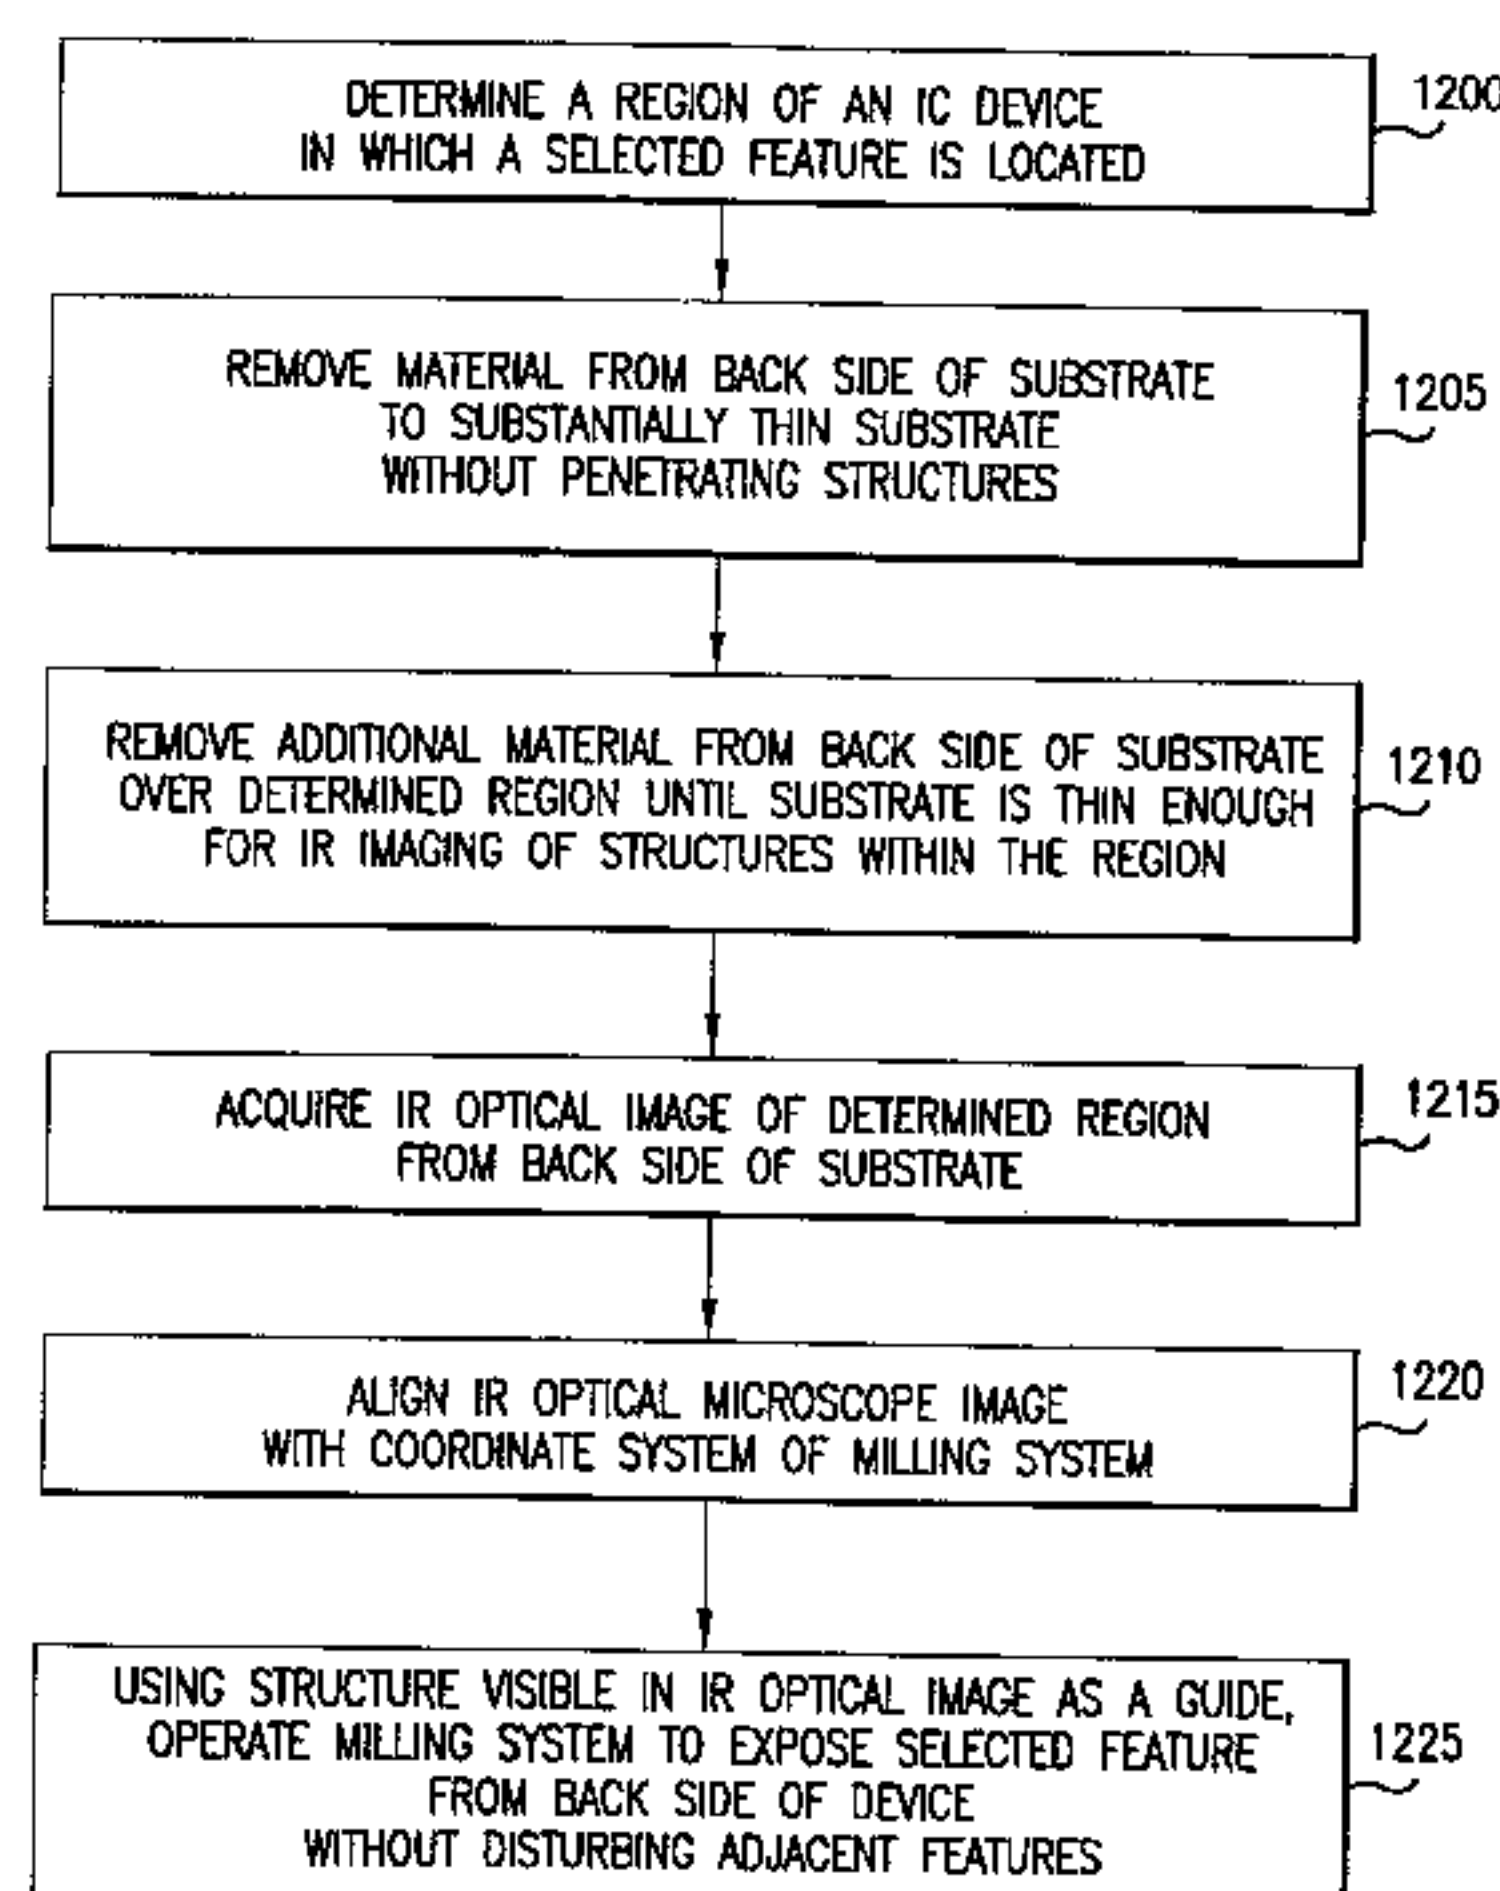 DETERMINE A REGION OF AN IC DEVICE
IN WHICH A SELECTED FEATURE IS LOCATED
1200
REMOVE MATERIAL FROM BACK SIDE OF SUBSTRATE
TO SUBSTANTIALLY THIN SUBSTRATE
WITHOUT PENETRATING STRUCTURES
1205
REMOVE ADDITIONAL MATERIAL FROM BACK SIDE OF SUBSTRATE
OVER DETERMINED REGION UNTIL SUBSTRATE IS THIN ENOUGH
FOR IR IMAGING OF STRUCTURES WITHIN THE REGION
1210
ACQUIRE IR OPTICAL IMAGE OF DETERMINED REGION
FROM BACK SIDE OF SUBSTRATE
1215
ALIGN IR OPTICAL MICROSCOPE IMAGE
WITH COORDINATE SYSTEM OF MILLING SYSTEM
1220
USING STRUCTURE VISIBLE IN IR OPTICAL IMAGE AS A GUIDE,
OPERATE MILLING SYSTEM TO EXPOSE SELECTED FEATURE
FROM BACK SIDE OF DEVICE
WITHOUT DISTURBING ADJACENT FEATURES
1225